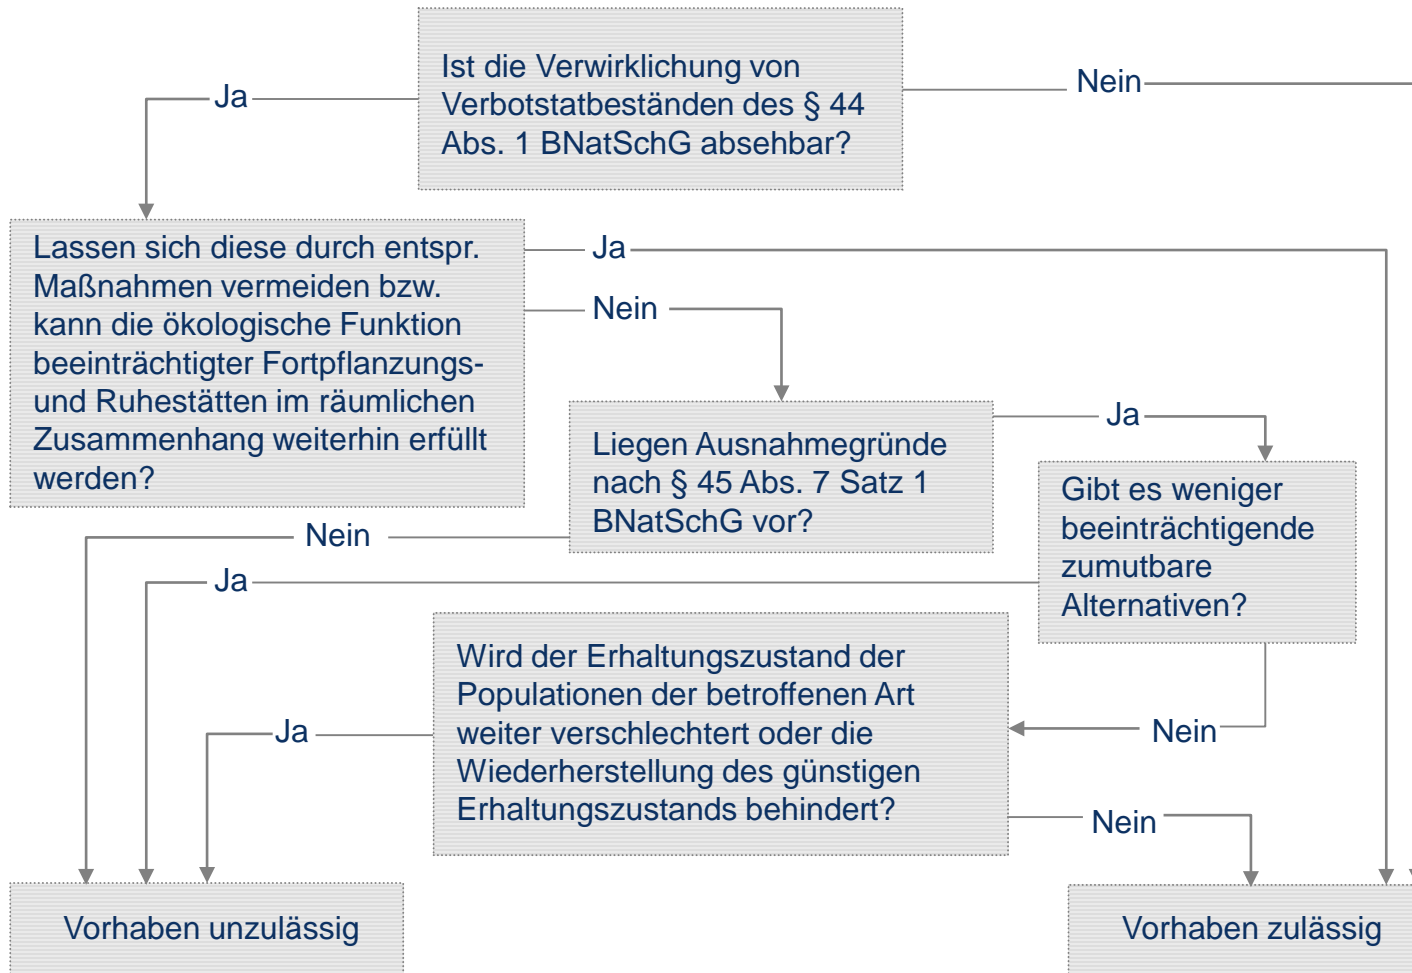 Ist die Verwirklichung von
Verbotstatbeständen des § 44
Abs. 1 BNatSchG absehbar?
Ja
Nein
Lassen sich diese durch entspr.
Maßnahmen vermeiden bzw.
kann die ökologische Funktion
beeinträchtigter Fortpflanzungs-
und Ruhestätten im räumlichen
Zusammenhang weiterhin erfüllt
werden?
Ja
Nein
Liegen Ausnahmegründe
nach § 45 Abs. 7 Satz 1
BNatSchG vor?
Ja
Nein
Gibt es weniger
beeinträchtigende
zumutbare
Alternativen?
Ja
Nein
Wird der Erhaltungszustand der
Populationen der betroffenen Art
weiter verschlechtert oder die
Wiederherstellung des günstigen
Erhaltungszustands behindert?
Ja
Nein
Vorhaben unzulässig
Vorhaben zulässig